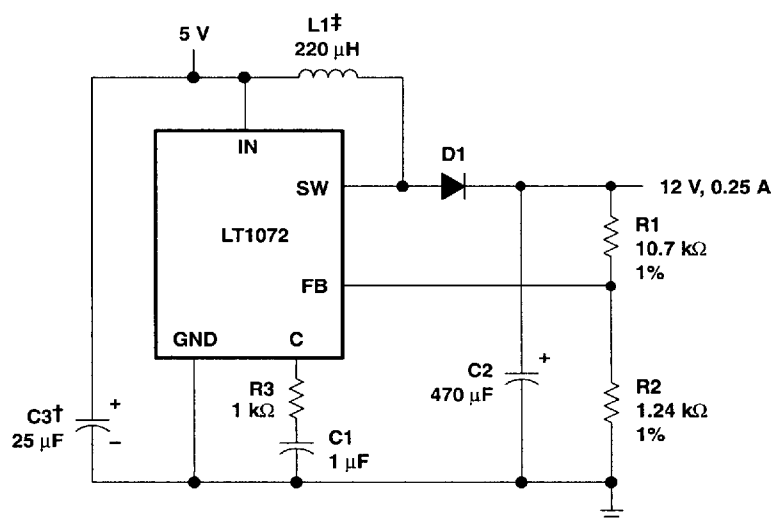 5 V
L1‡
220 µH
IN
SW
D1
12 V, 0.25 A
LT1072
R1
10.7 kΩ
1%
FB
GND
C
C3†
25 µF
+
–
R3
1 kΩ
C1
1 µF
C2
470 µF
+
R2
1.24 kΩ
1%